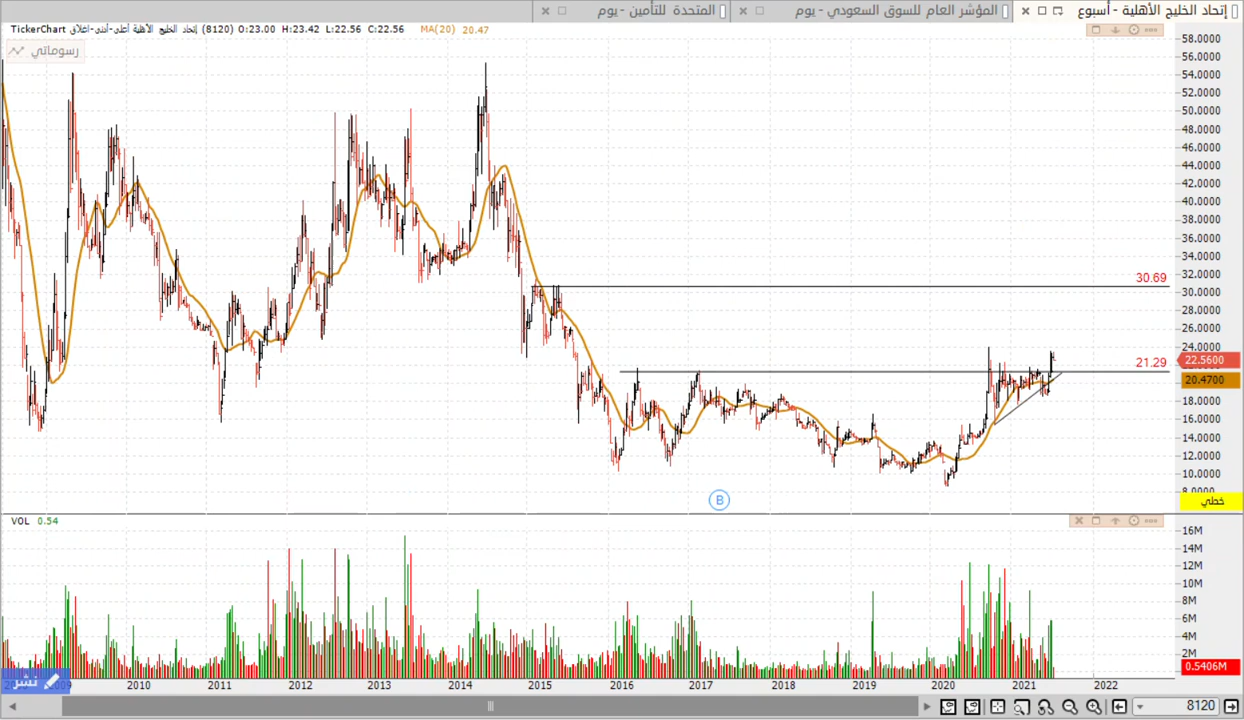 إتحاد الخليج الأهلية - أسبوع
المؤشر العام للسوق السعودي - يوم
المتحدة للتأمين - يوم
TickerChart إتحاد الخليج الأهلية (8120) أعلى-أدنى-اغلاق O:23.00 H:23.42 L:22.56 C:22.56 MA(20) 20.47
رسوماتي
58.0000
56.0000
54.0000
52.0000
50.0000
48.0000
46.0000
44.0000
42.0000
40.0000
38.0000
36.0000
34.0000
32.0000
30.69
30.0000
28.0000
26.0000
24.0000
21.29
22.5600
20.4700
18.0000
16.0000
14.0000
12.0000
10.0000
8.0000
B
خطي
VOL 0.54
16M
14M
12M
10M
8M
6M
4M
2M
0.5406M
نشر
2009 2010 2011 2012 2013 2014 2015 2016 2017 2018 2019 2020 2021 2022
8120